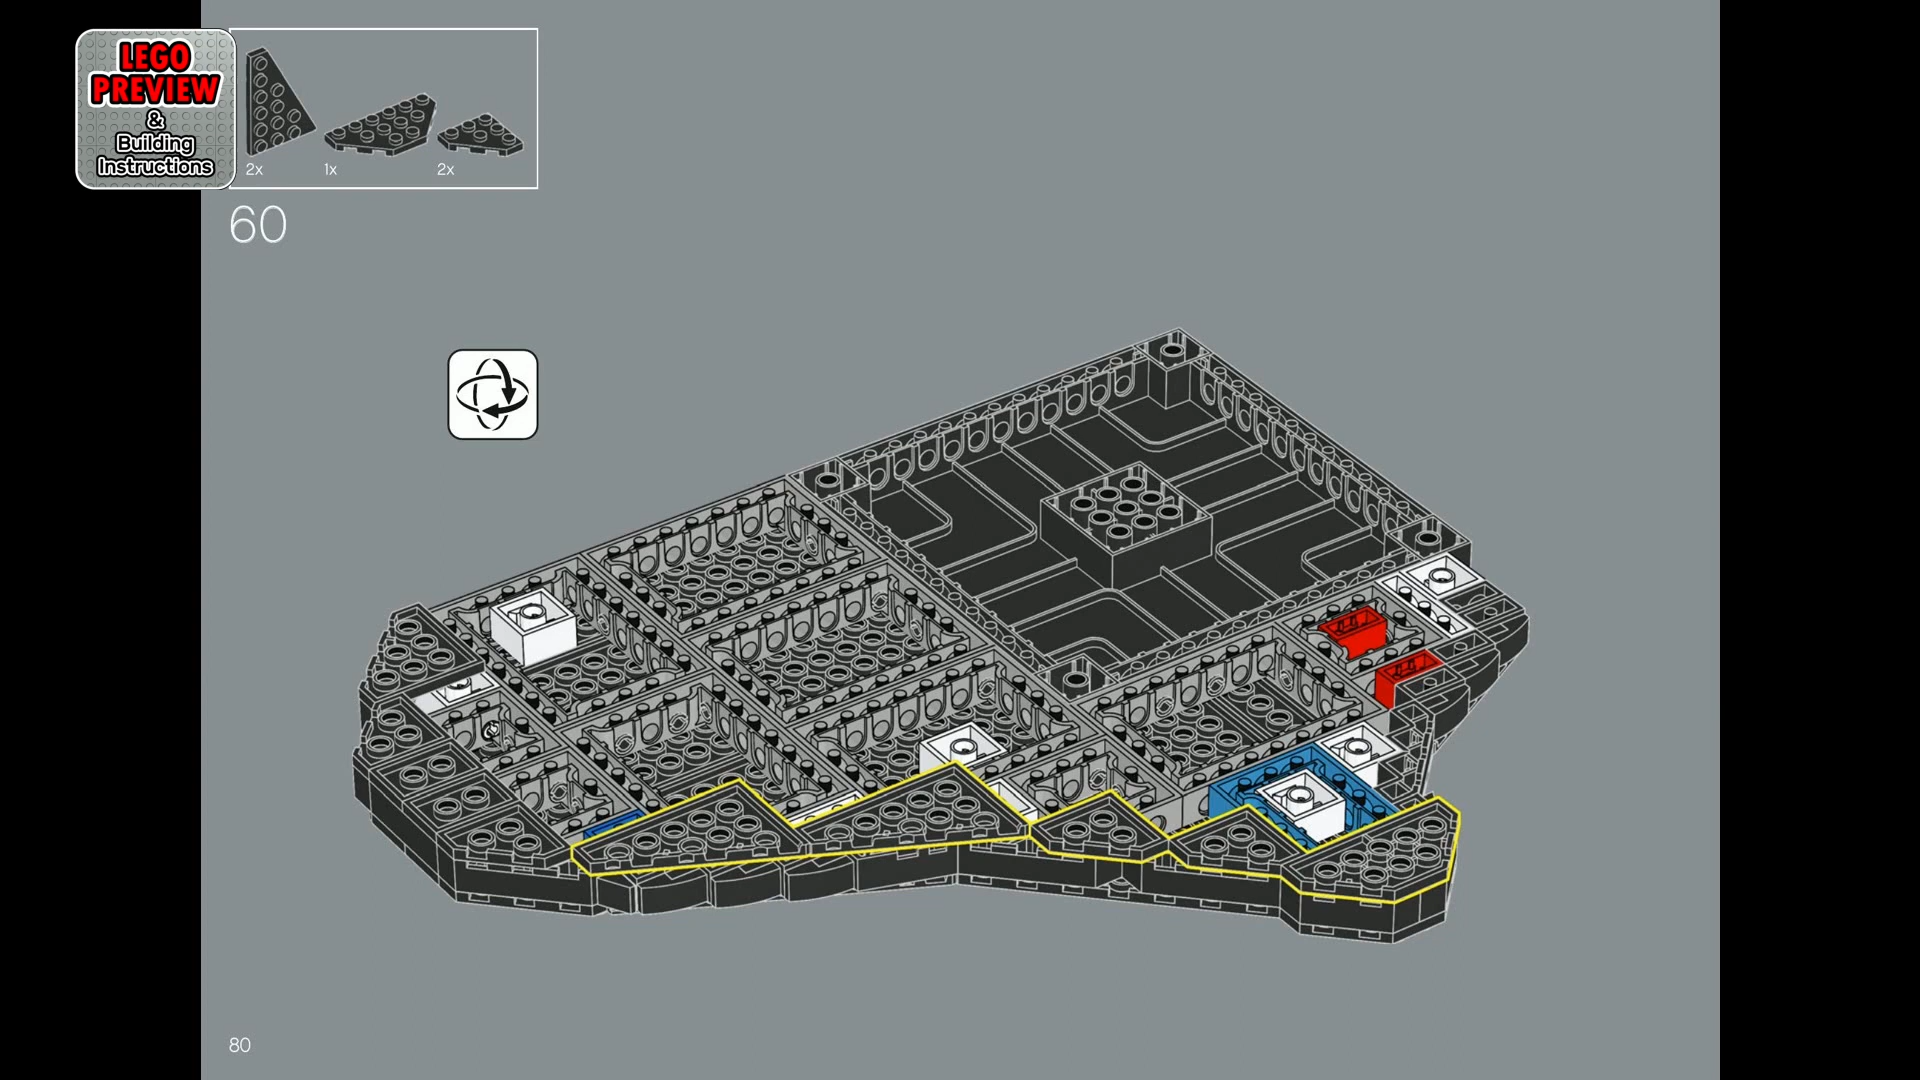 LEGO
PREVIEW
&
Building
Instructions
2x 1x 2x
60
80